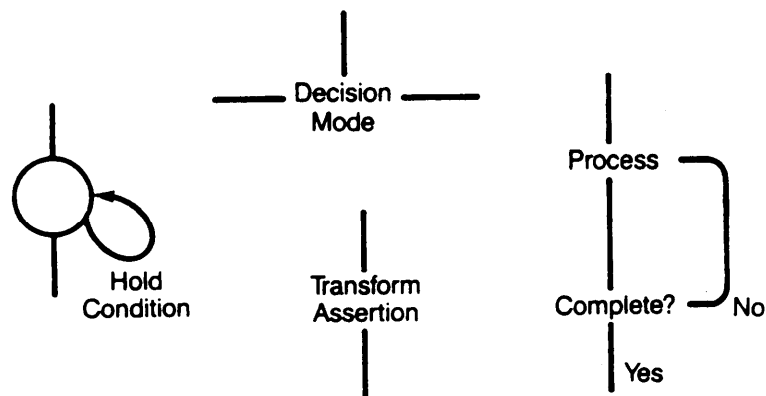 Decision
Mode
Process
Hold
Condition
Transform
Assertion
Complete?
No
Yes